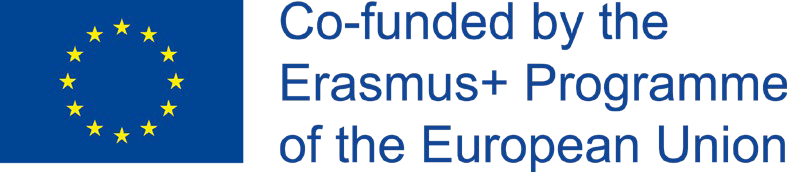 Co-funded by the
Erasmus+ Programme
of the European Union